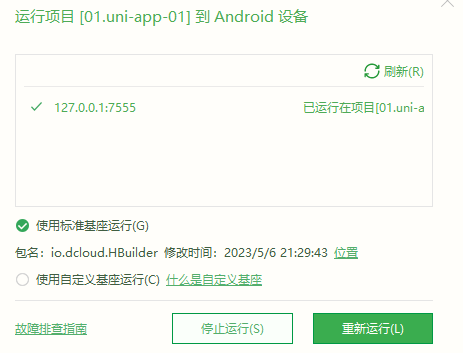 运行项目 [01.uni-app-01] 到 Android 设备
刷新(R)
127.0.0.1:7555 已运行在项目[01.uni-a
使用标准基座运行(G)
包名：io.dcloud.HBuilder 修改时间：2023/5/6 21:29:43 位置
使用自定义基座运行(C) 什么是自定义基座
故障排查指南 停止运行(S) 重新运行(L)